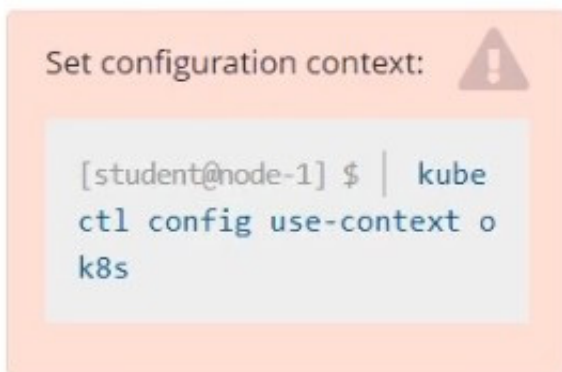 Set configuration context:
[student@node-1] $ | kube
ctl config use-context o
k8s